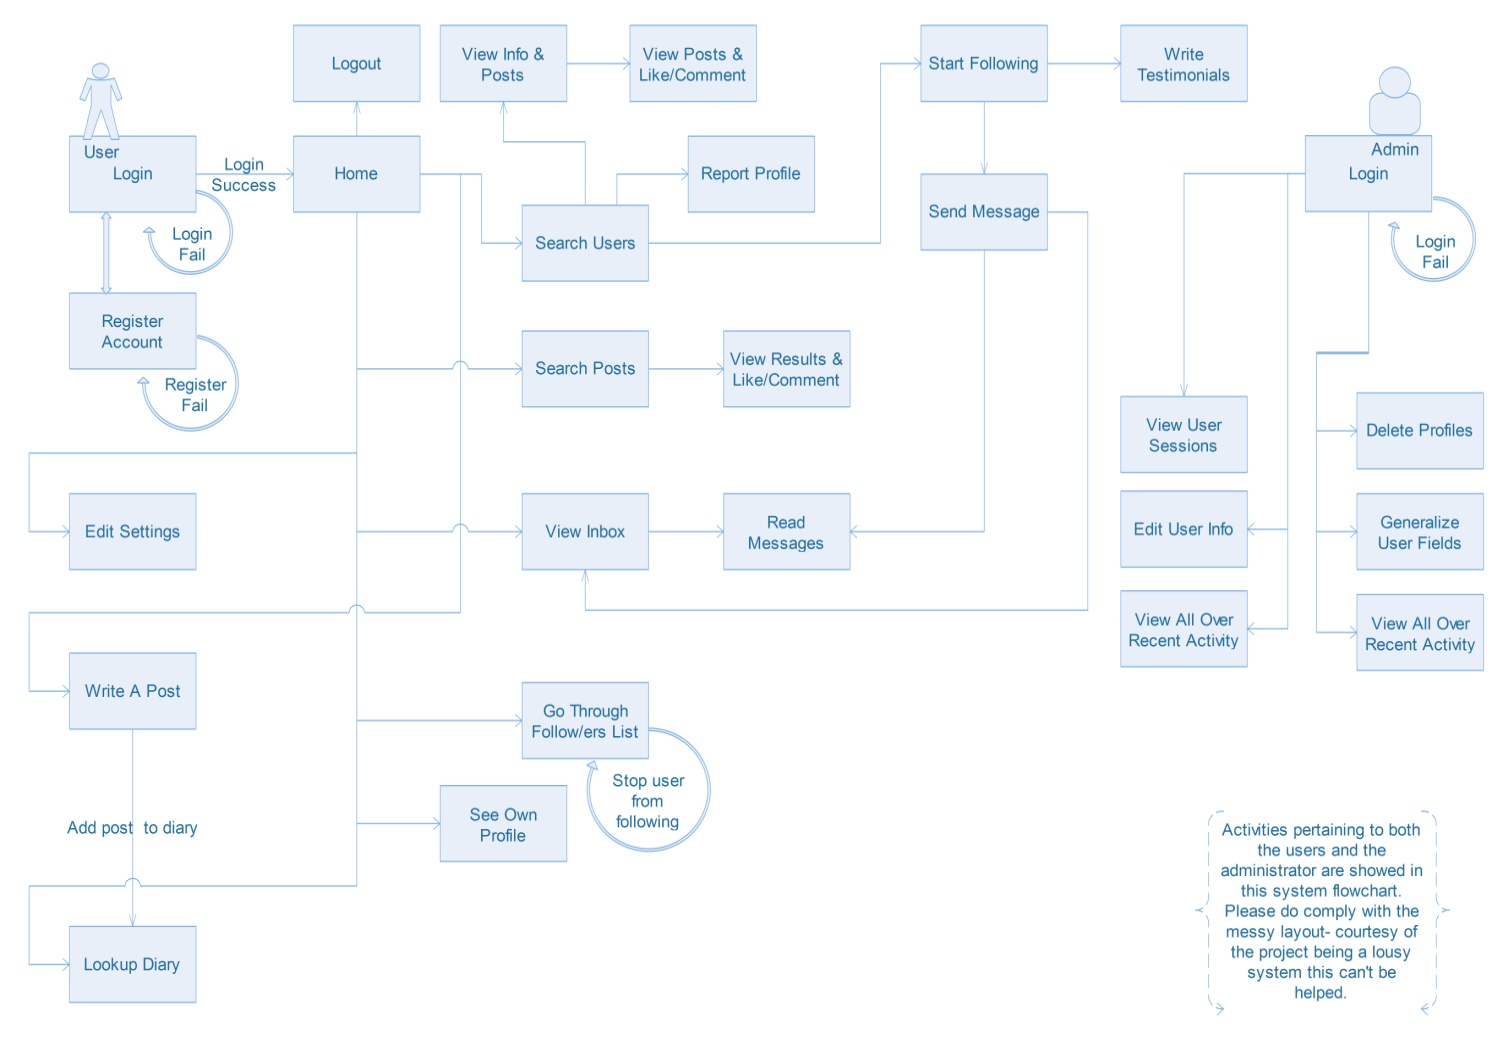 Logout
View Info &
Posts
View Posts &
Like/Comment
Start Following
Write
Testimonials
User
Login
Login
Success
Home
Report Profile
Admin
Login
Login
Fail
Search Users
Send Message
Login
Fail
Register
Account
Register
Fail
Search Posts
View Results &
Like/Comment
View User
Sessions
Delete Profiles
Edit Settings
View Inbox
Read
Messages
Edit User Info
Generalize
User Fields
View All Over
Recent Activity
View All Over
Recent Activity
Write A Post
Go Through
Follow/ers List
Stop user
from
following
See Own
Profile
Add post to diary
Lookup Diary
Activities pertaining to both
the users and the
administrator are showed in
this system flowchart.
Please do comply with the
messy layout- courtesy of
the project being a lousy
system this can't be
helped.